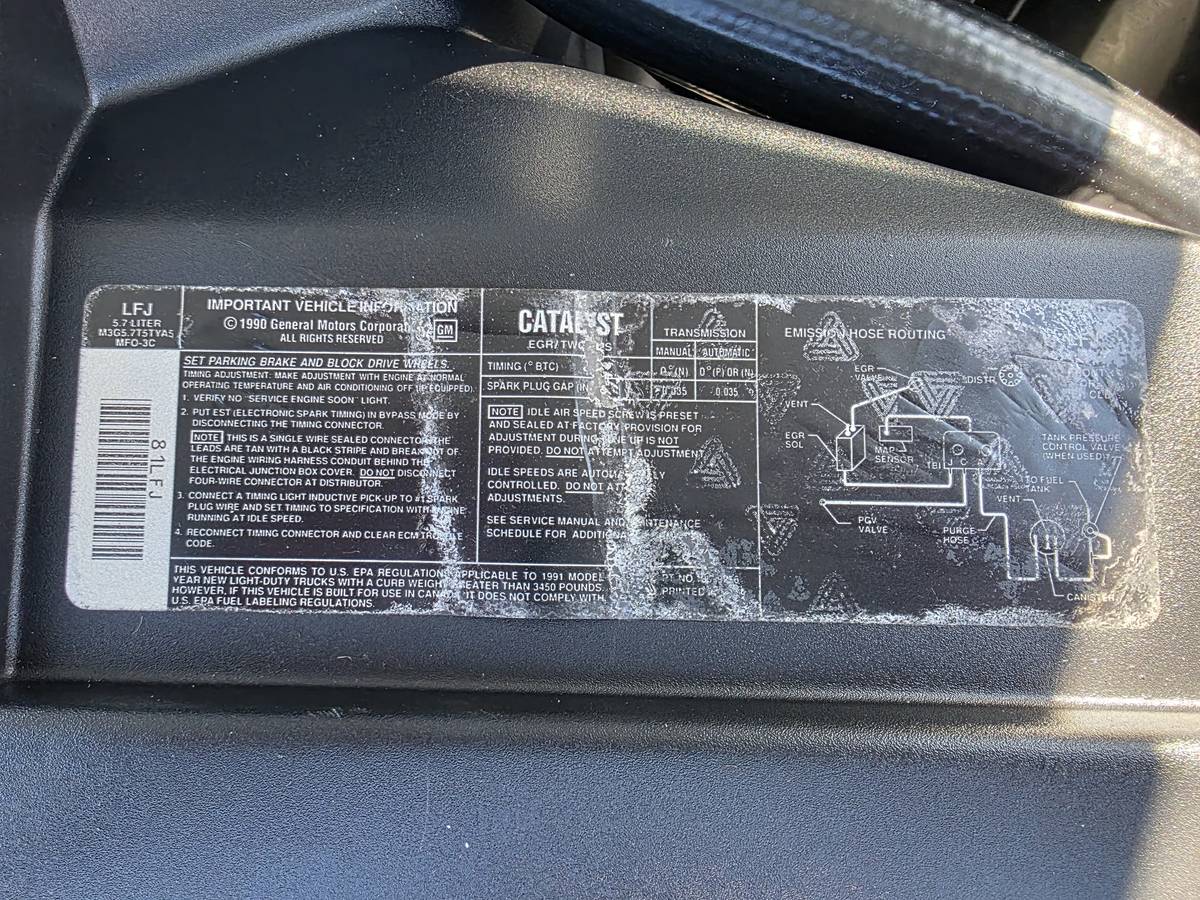 LFJ
5.7 LITER
M3G5.7T5TYA5
MFO-3C
81LFJ
IMPORTANT VEHICLE INFORMATION
© 1990 General Motors Corporat
ALL RIGHTS RESERVED
GM
SET PARKING BRAKE AND BLOCK DRIVE WHEELS.
TIMING ADJUSTMENT: MAKE ADJUSTMENT WITH ENGINE AT NORMAL
OPERATING TEMPERATURE AND AIR CONDITIONING OFF (IF EQUIPPED).
1. VERIFY NO "SERVICE ENGINE SOON" LIGHT.
2. PUT EST (ELECTRONIC SPARK TIMING) IN BYPASS MODE BY
DISCONNECTING THE TIMING CONNECTOR.
NOTE THIS IS A SINGLE WIRE SEALED CONNECTOR. THE
LEADS ARE TAN WITH A BLACK STRIPE AND BREAK OUT OF
THE ENGINE WIRING HARNESS CONDUIT BEHIND THE
ELECTRICAL JUNCTION BOX COVER. DO NOT DISCONNECT
FOUR-WIRE CONNECTOR AT DISTRIBUTOR.
3. CONNECT A TIMING LIGHT INDUCTIVE PICK-UP TO #1 SPARK
PLUG WIRE AND SET TIMING TO SPECIFICATION WITH ENGINE
RUNNING AT IDLE SPEED.
4. RECONNECT TIMING CONNECTOR AND CLEAR ECM TROUBLE
CODE.
THIS VEHICLE CONFORMS TO U.S. EPA REGULATIONS APPLICABLE TO 1991 MODEL
YEAR NEW LIGHT-DUTY TRUCKS WITH A CURB WEIGHT GREATER THAN 3450 POUNDS.
HOWEVER, IF THIS VEHICLE IS BUILT FOR USE IN CANADA IT DOES NOT COMPLY WITH
U.S. EPA FUEL LABELING REGULATIONS.
CATALYST
EGR/TWC
TRANSMISSION
MANUAL AUTOMATIC
TIMING (° BTC) 0° (N) 0° (P) OR (N)
SPARK PLUG GAP (IN.) 0.035 0.035
NOTE IDLE AIR SPEED SCREW IS PRESET
AND SEALED AT FACTORY. PROVISION FOR
ADJUSTMENT DURING TUNE UP IS NOT
PROVIDED. DO NOT ATTEMPT ADJUSTMENT.
IDLE SPEEDS ARE AUTOMATICALLY
CONTROLLED. DO NOT AT
ADJUSTMENTS.
SEE SERVICE MANUAL AND MAINTENANCE
SCHEDULE FOR ADDITIONAL
PT NO
PRINTED
EMISSION HOSE ROUTING
EGR
VALVE
DISTR.
VENT
EGR
SOL
MAP
SENSOR
TBI
J C
TANK PRESSURE
CONTROL VALVE
(WHEN USED)
TO FUEL
TANK
VENT
PCV
VALVE
PURGE
HOSE
CANISTER